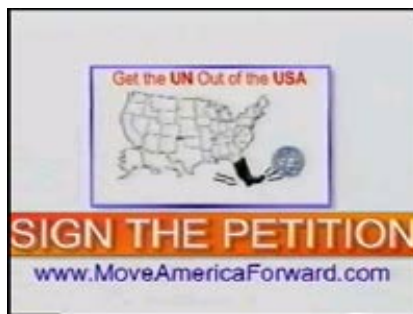 Get the UN Out of the USA
SIGN THE PETITION
www.MoveAmericaForward.com